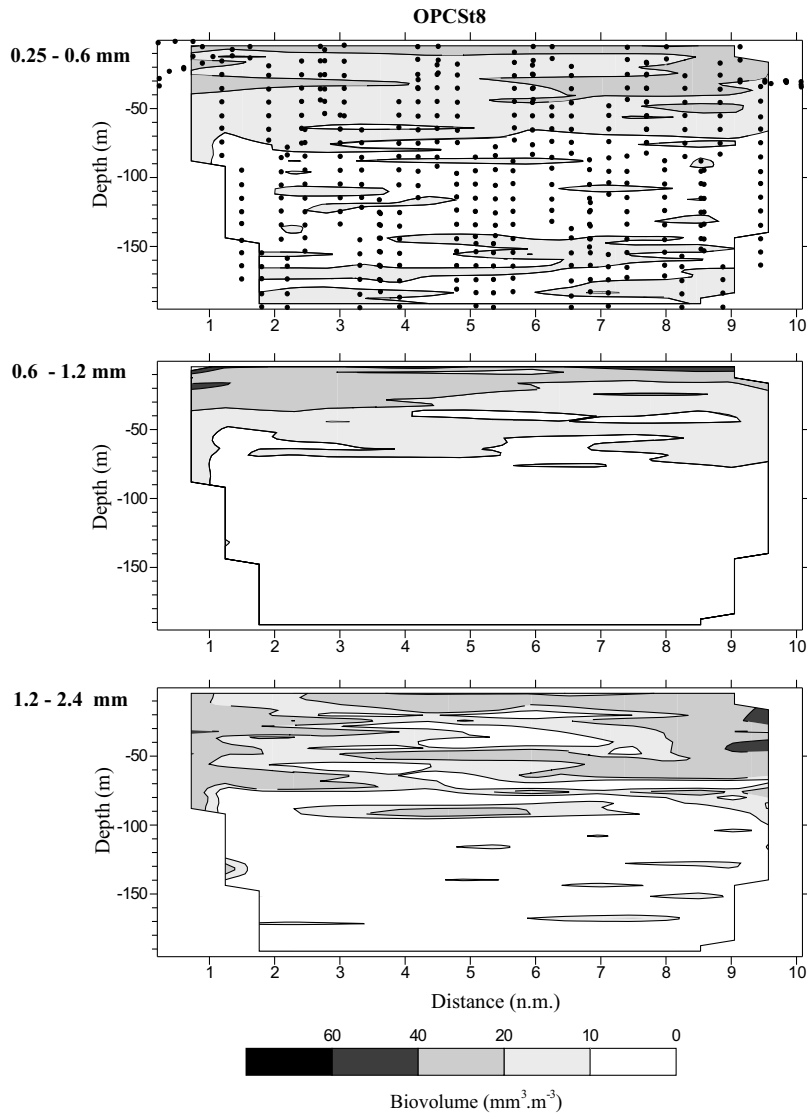 OPCSt8
0.25 - 0.6 mm
Depth (m)
-50
-100
-150
1 2 3 4 5 6 7 8 9 10
0.6 - 1.2 mm
Depth (m)
-50
-100
-150
1 2 3 4 5 6 7 8 9 10
1.2 - 2.4 mm
Depth (m)
-50
-100
-150
1 2 3 4 5 6 7 8 9 10
Distance (n.m.)
60 40 20 10 0
Biovolume (mm³.m⁻³)